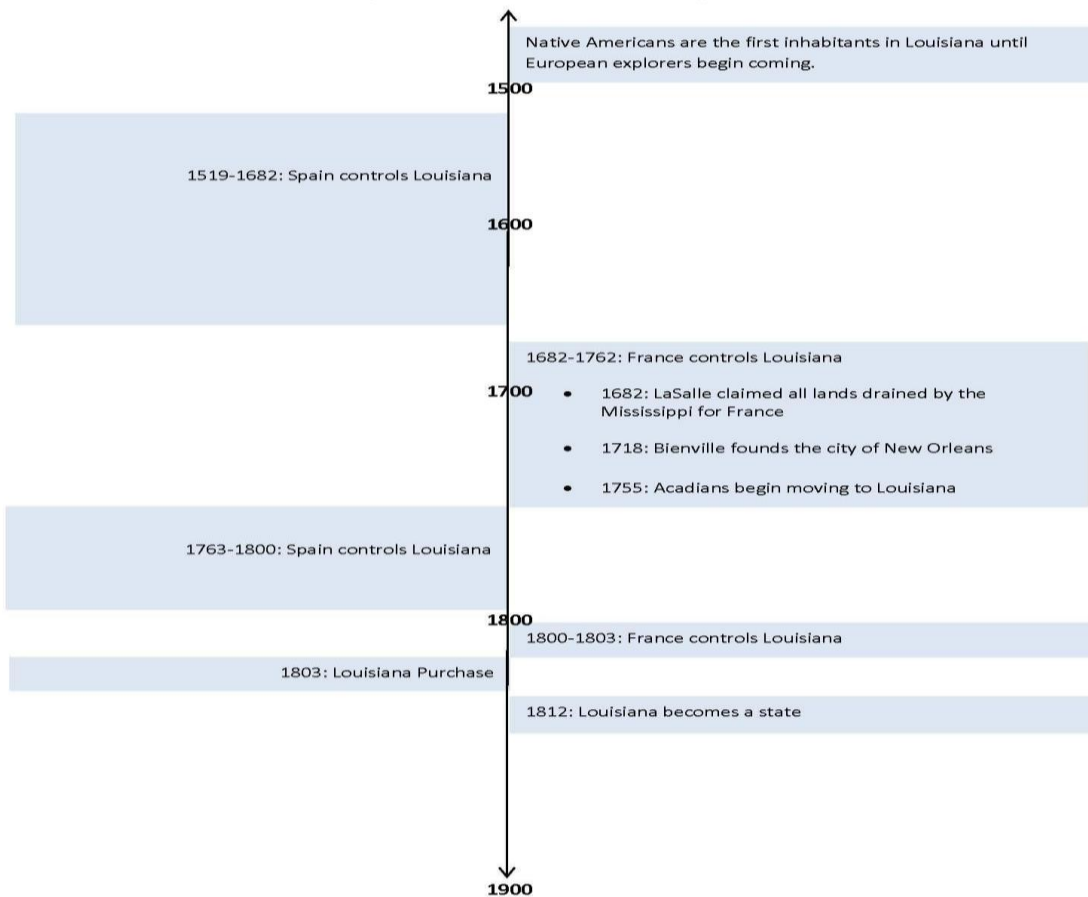 Native Americans are the first inhabitants in Louisiana until
European explorers begin coming.
1500
1519-1682: Spain controls Louisiana
1600
1682-1762: France controls Louisiana
1700
• 1682: LaSalle claimed all lands drained by the
Mississippi for France
• 1718: Bienville founds the city of New Orleans
• 1755: Acadians begin moving to Louisiana
1763-1800: Spain controls Louisiana
1800
1800-1803: France controls Louisiana
1803: Louisiana Purchase
1812: Louisiana becomes a state
1900